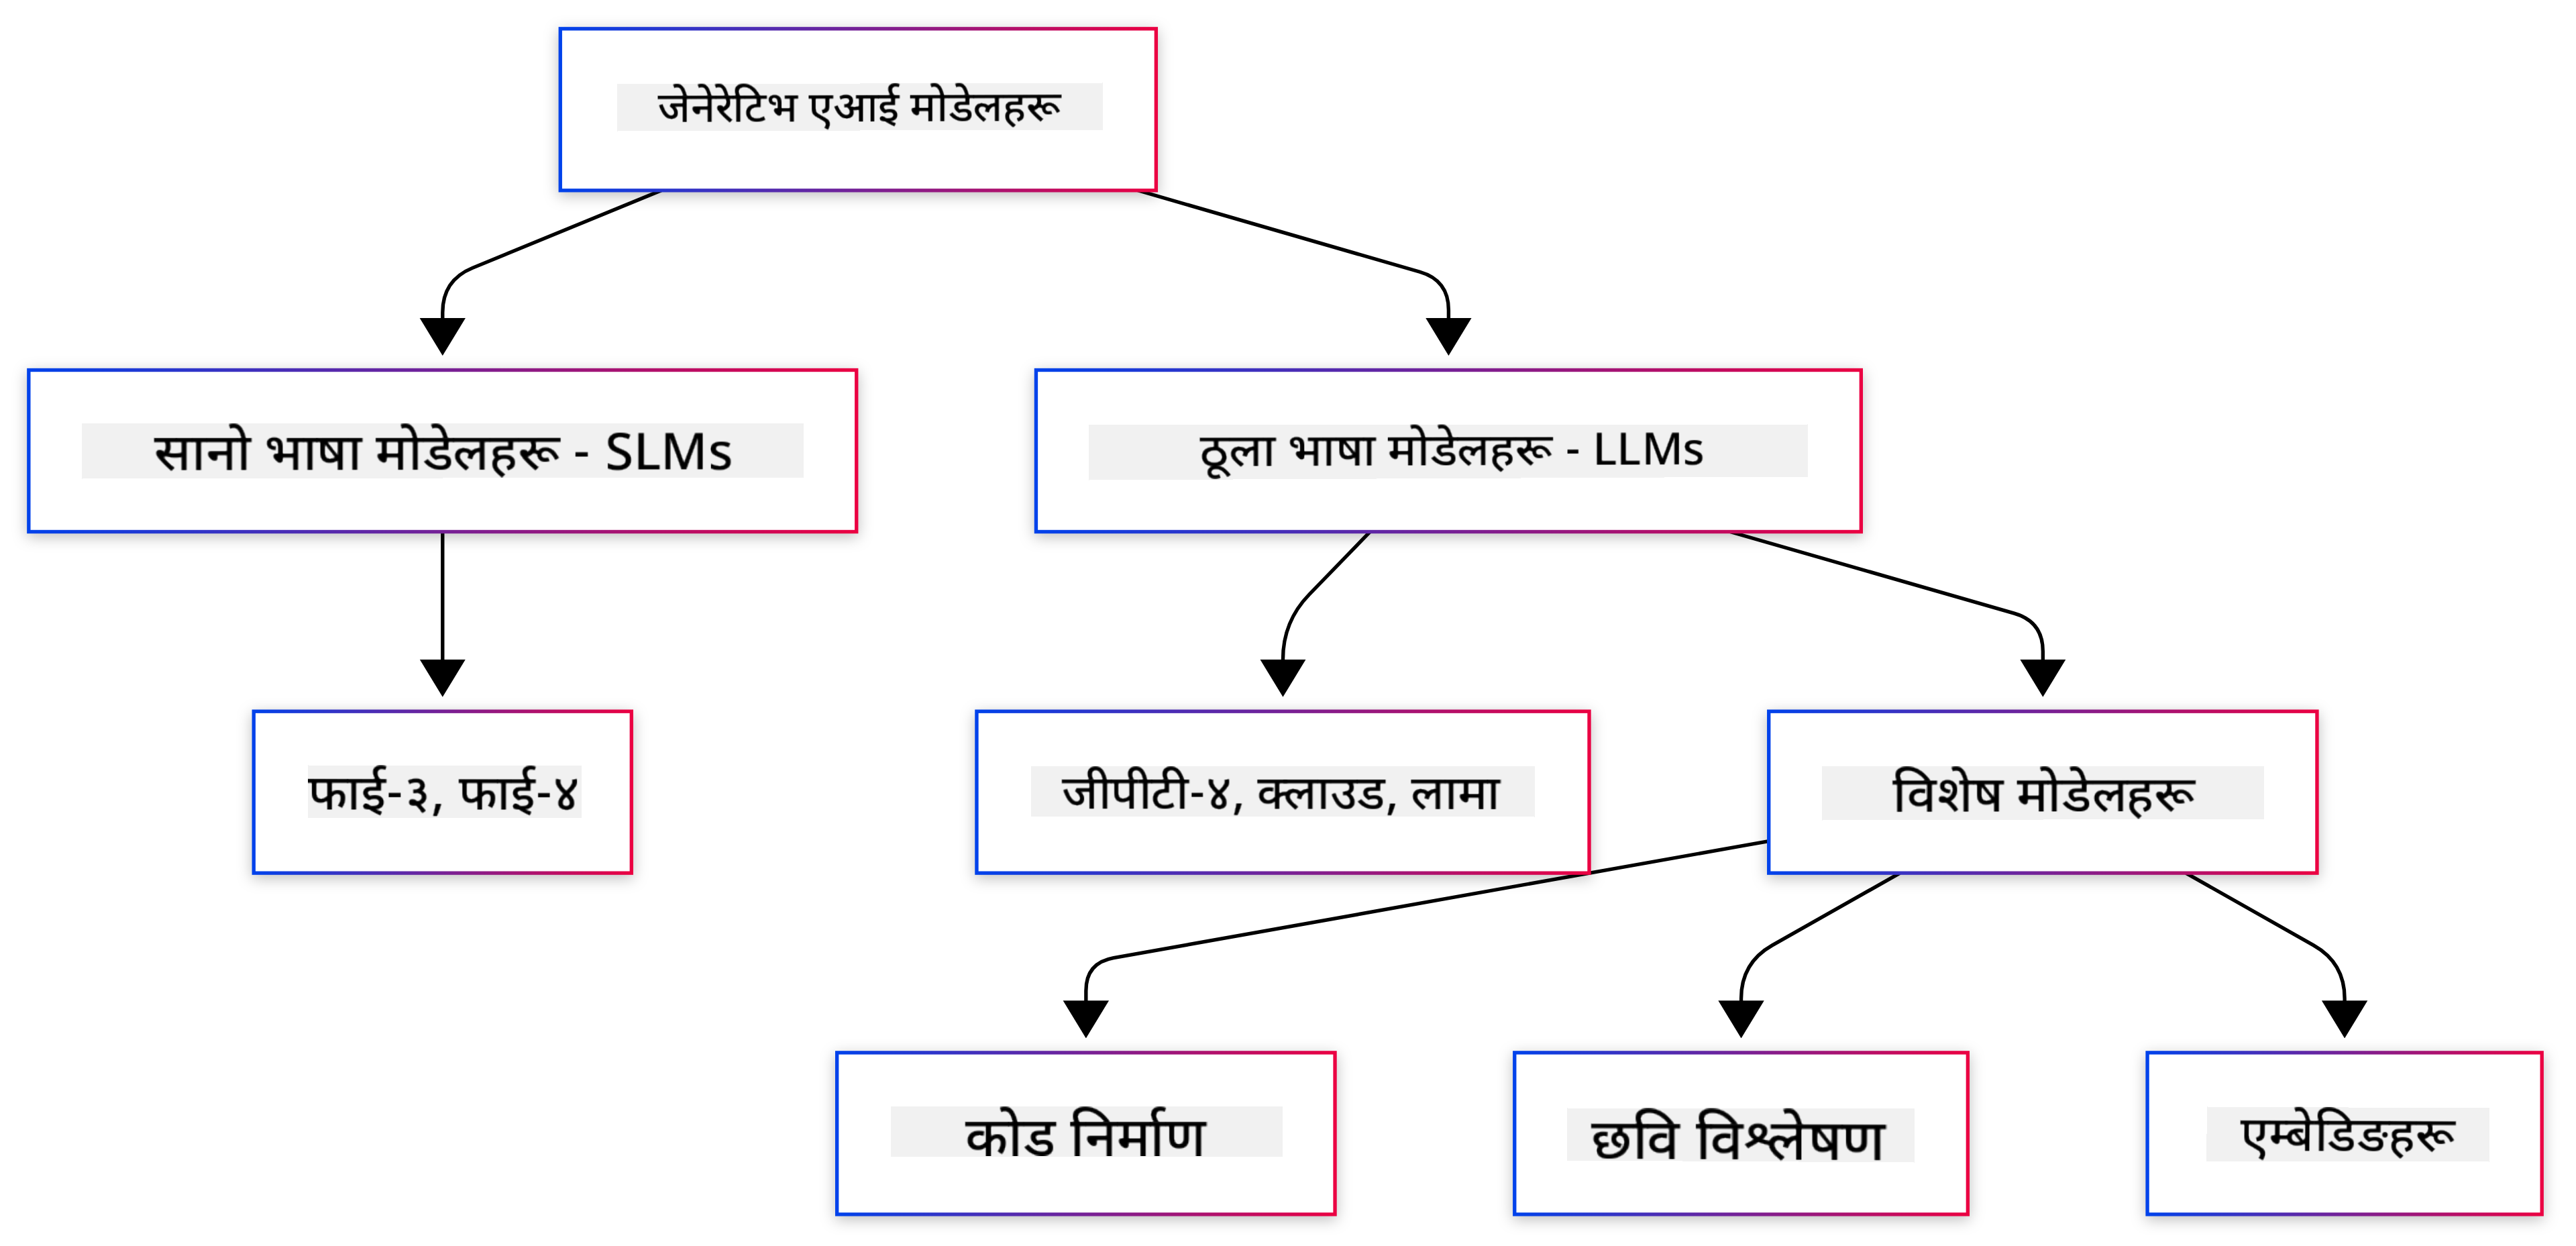 जेनेरेटिभ एआई मोडेलहरू
सानो भाषा मोडेलहरू - SLMs
ठूला भाषा मोडेलहरू - LLMs
फाई-३, फाई-४
जीपीटी-४, क्लाउड, लामा
विशेष मोडेलहरू
कोड निर्माण
छवि विश्लेषण
एम्बेडिङहरू